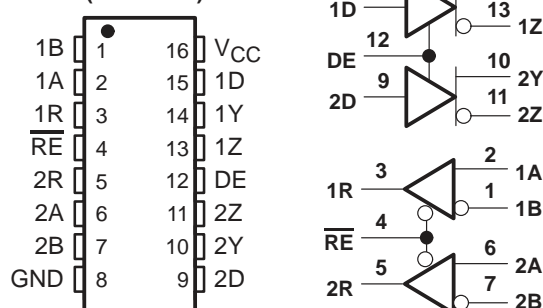 1B 1 16 VCC
1A 2 15 1D
1R 3 14 1Y
RE 4 13 1Z
2R 5 12 DE
2A 6 11 2Z
2B 7 10 2Y
GND 8 9 2D
1D 13 1Z
DE 12
10 2Y
2D 9 11 2Z
1R 3 2 1A
1 1B
RE 4
2R 5 6 2A
7 2B